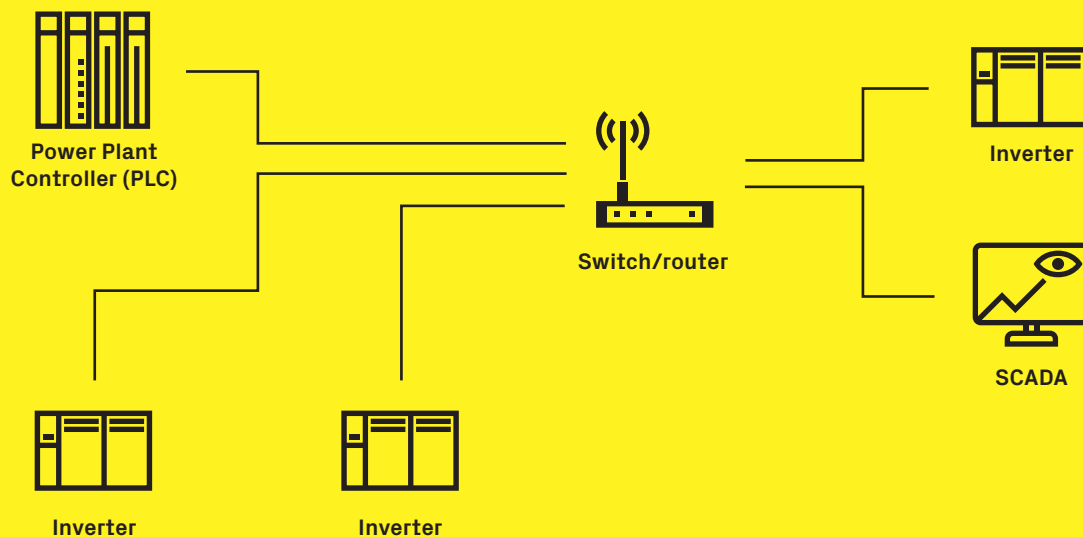 Power Plant
Controller (PLC)
Inverter
Switch/router
SCADA
Inverter
Inverter